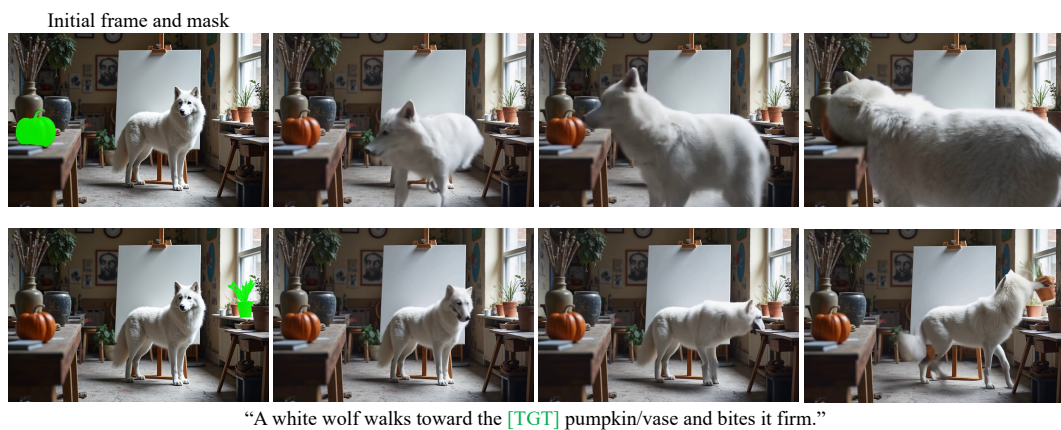 Initial frame and mask
“A white wolf walks toward the [TGT] pumpkin/vase and bites it firm.”